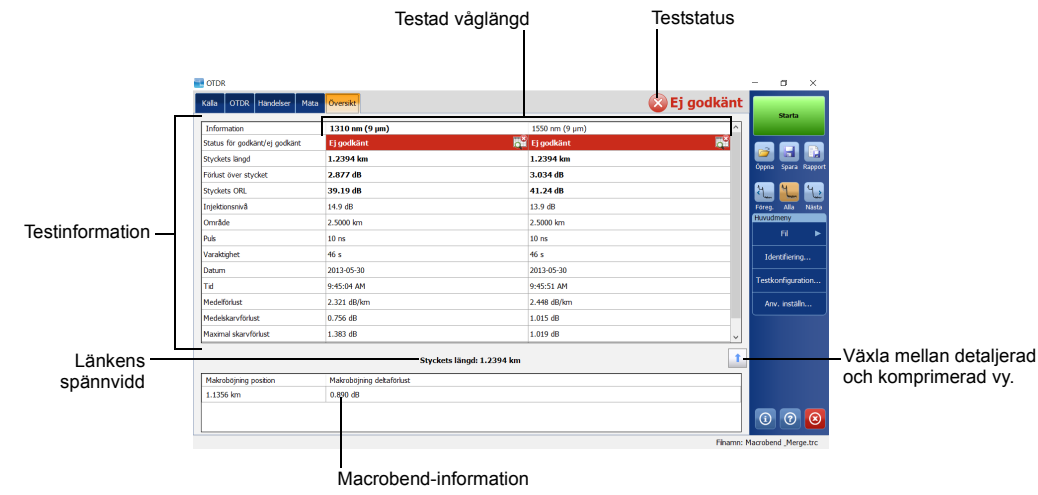 Testad våglängd
Teststatus
OTDR
Källa OTDR Händelser Mäta Översikt
Ej godkänt
Starta
Information 1310 nm (9 µm) 1550 nm (9 µm)
Status för godkänt/ej godkänt Ej godkänt Ej godkänt
Styckets längd 1.2394 km 1.2394 km
Förlust över stycket 2.877 dB 3.034 dB
Styckets ORL 39.19 dB 41.24 dB
Injektionsnivå 14.9 dB 13.9 dB
Område 2.5000 km 2.5000 km
Puls 10 ns 10 ns
Varaktighet 46 s 46 s
Datum 2013-05-30 2013-05-30
Tid 9:45:04 AM 9:45:51 AM
Medelförlust 2.321 dB/km 2.448 dB/km
Medelskarvförlust 0.756 dB 1.015 dB
Maximal skarvförlust 1.383 dB 1.019 dB
Öppna Spara Rapport
Föreg. Alla Nästa
Huvudmeny
Fil
Identifiering...
Testkonfiguration...
Anv. inställn...
Testinformation
Länkens
spännvidd
Styckets längd: 1.2394 km
Växla mellan detaljerad
och komprimerad vy.
Makroböjning position Makroböjning deltaförlust
1.1356 km 0.890 dB
Filnamn: Macrobend _Merge.trc
Macrobend-information